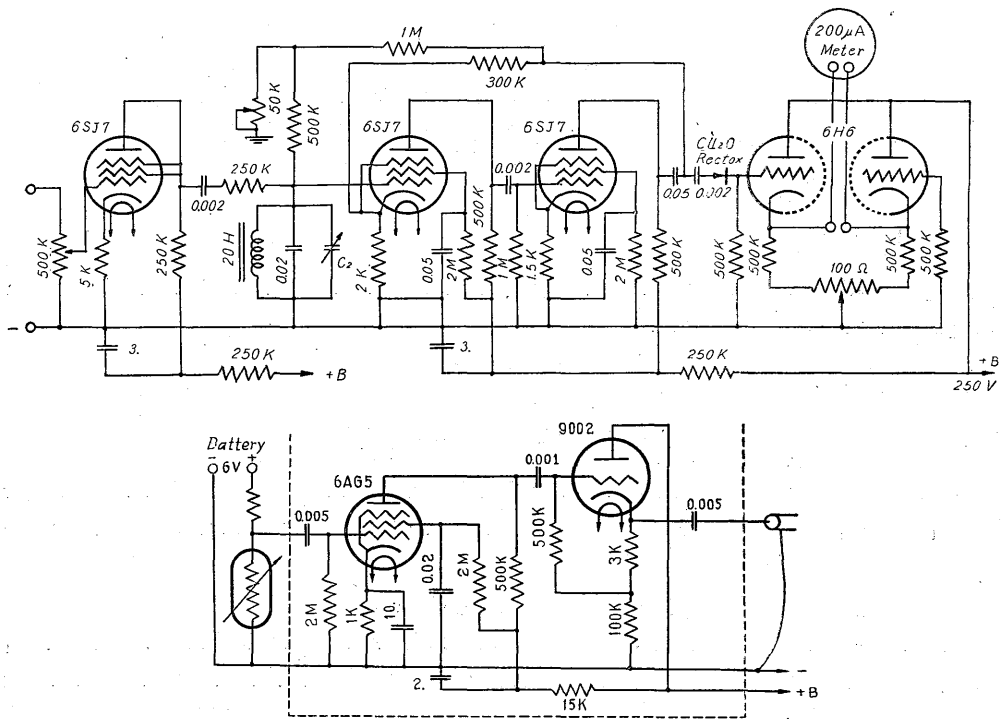 200μA
Meter
1M
300K
50K
500K
6SJ7
6SJ7
6SJ7
6H6
Cu2O
Rectox
250K
0.002
0.002
0.05
0.002
500K
5K
250K
20H
0.02
C2
2K
0.05
2M
500K
1M
1.5K
0.05
2M
500K
500K
500K
100Ω
500K
500K
-
3.
3.
250K
+B
250K
+B
250V
Battery
- +
6V
6AG5
9002
0.005
0.001
0.005
2M
1K
10.
0.02
2M
500K
500K
3K
100K
-
2.
15K
+B